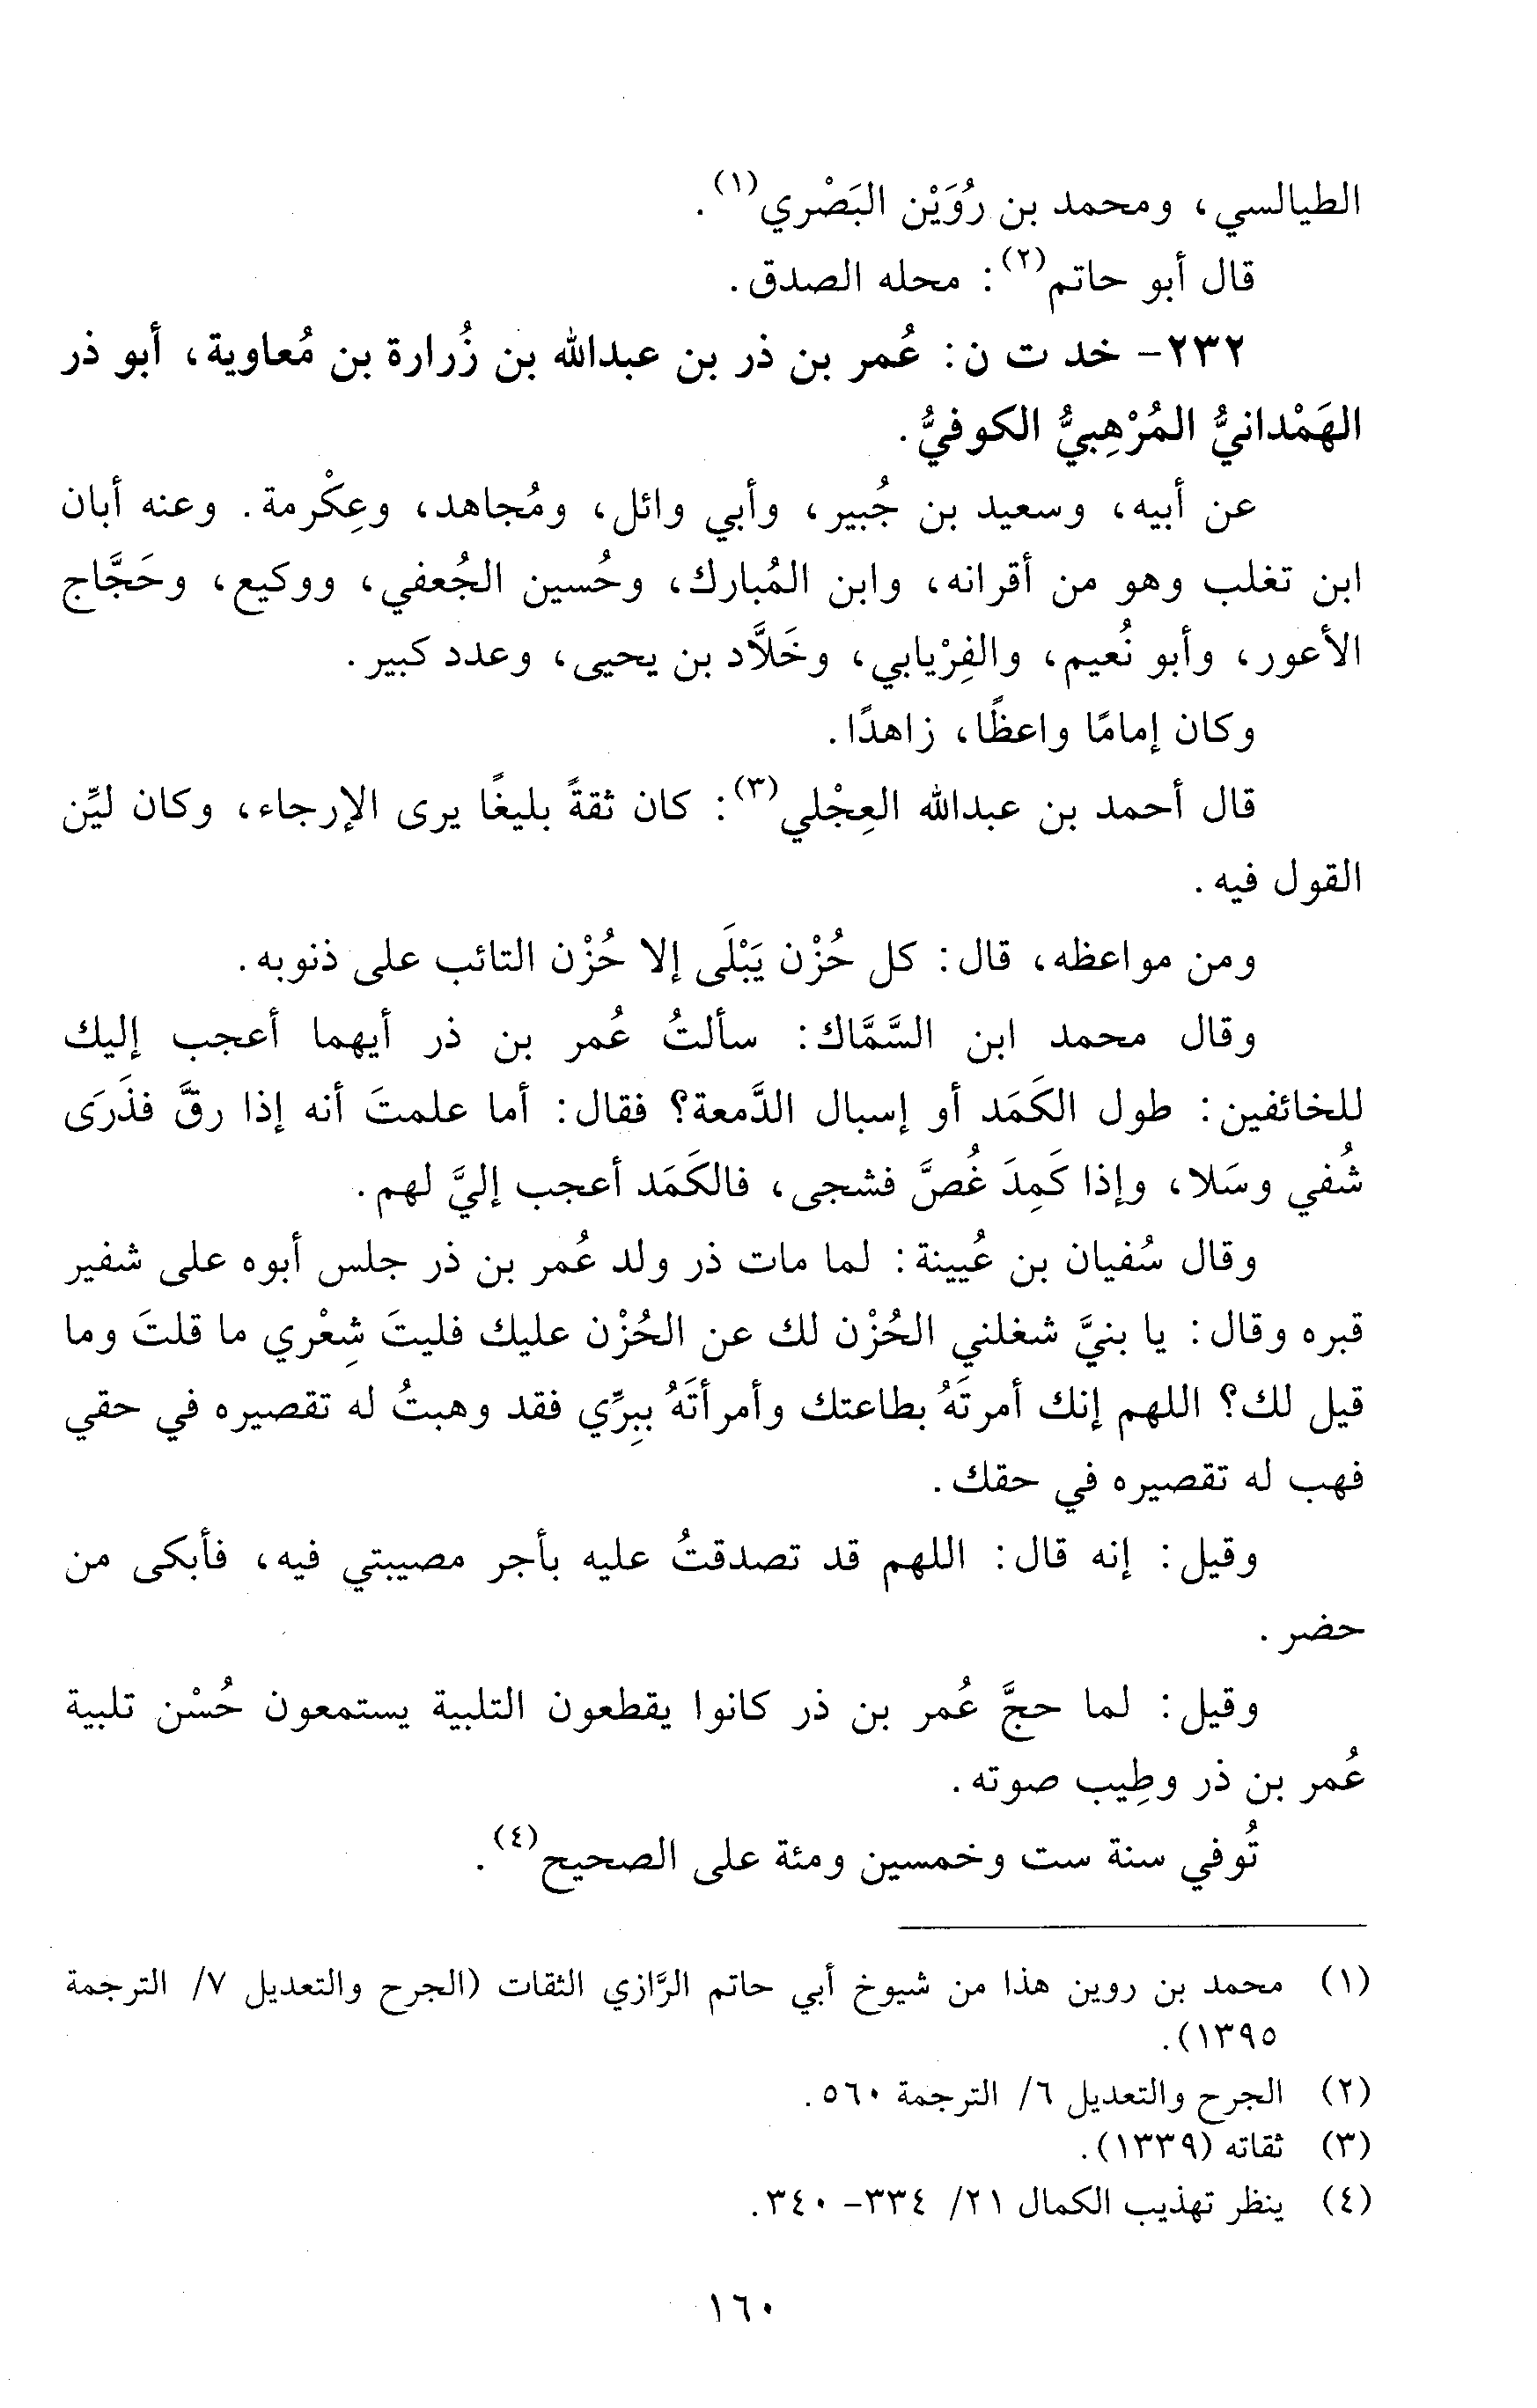 الطيالسي، ومحمد بن رُوَيْن البَصْري(١).
قال أبو حاتم(٢): محله الصدق.
٢٣٢- خد ت ن: عُمر بن ذر بن عبدالله بن زُرارة بن مُعاوية، أبو ذر
الهَمْدانيُّ المُرْهِبيُّ الكوفيُّ.
عن أبيه، وسعيد بن جُبير، وأبي وائل، ومُجاهد، وعِكْرمة. وعنه أبان
ابن تغلب وهو من أقرانه، وابن المُبارك، وحُسين الجُعفي، ووكيع، وحَجَّاج
الأعور، وأبو نُعيم، والفِرْيابي، وخَلاَّد بن يحيى، وعدد كبير.
وكان إمامًا واعظًا، زاهدًا.
قال أحمد بن عبدالله العِجْلي(٣): كان ثقةً بليغًا يرى الإرجاء، وكان ليِّن
القول فيه.
ومن مواعظه، قال: كل حُزْن يَبْلَى إلا حُزْن التائب على ذنوبه.
وقال محمد ابن السَّمَّاك: سألتُ عُمر بن ذر أيهما أعجب إليك
للخائفين: طول الكَمَد أو إسبال الدَّمعة؟ فقال: أما علمتَ أنه إذا رقَّ فذَرَى
شُفي وسَلا، وإذا كَمِدَ غُصَّ فشجى، فالكَمَد أعجب إليَّ لهم.
وقال سُفيان بن عُيينة: لما مات ذر ولد عُمر بن ذر جلس أبوه على شفير
قبره وقال: يا بنيَّ شغلني الحُزْن لك عن الحُزْن عليك فليتَ شِعْري ما قلتَ وما
قيل لك؟ اللهم إنك أمرتَهُ بطاعتك وأمرأتَهُ ببِرِّي فقد وهبتُ له تقصيره في حقي
فهب له تقصيره في حقك.
وقيل: إنه قال: اللهم قد تصدقتُ عليه بأجر مصيبتي فيه، فأبكى من
حضر.
وقيل: لما حجَّ عُمر بن ذر كانوا يقطعون التلبية يستمعون حُسْن تلبية
عُمر بن ذر وطِيب صوته.
تُوفي سنة ست وخمسين ومئة على الصحيح(٤).
(١) محمد بن روين هذا من شيوخ أبي حاتم الرَّازي الثقات (الجرح والتعديل ٧/ الترجمة
١٣٩٥).
(٢) الجرح والتعديل ٦/ الترجمة ٥٦٠.
(٣) ثقاته (١٣٣٩).
(٤) ينظر تهذيب الكمال ٢١/ ٣٣٤- ٣٤٠.
١٦٠